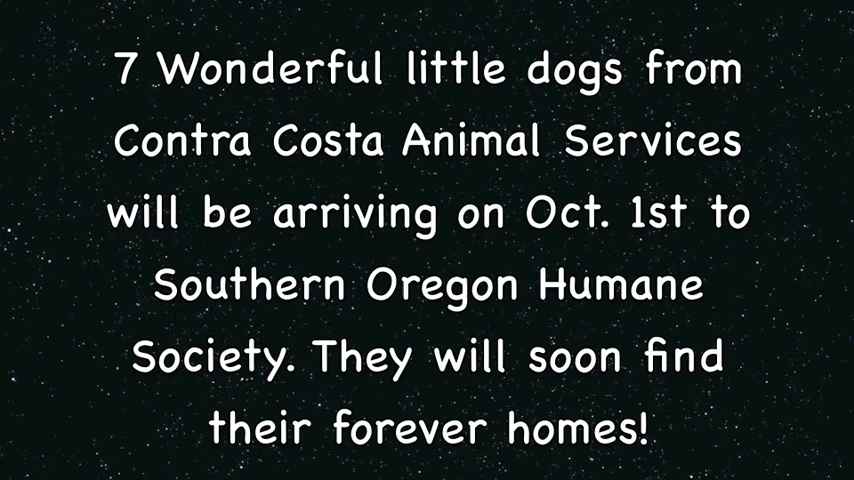 7 Wonderful little dogs from
Contra Costa Animal Services
will be arriving on Oct. 1st to
Southern Oregon Humane
Society. They will soon find
their forever homes!